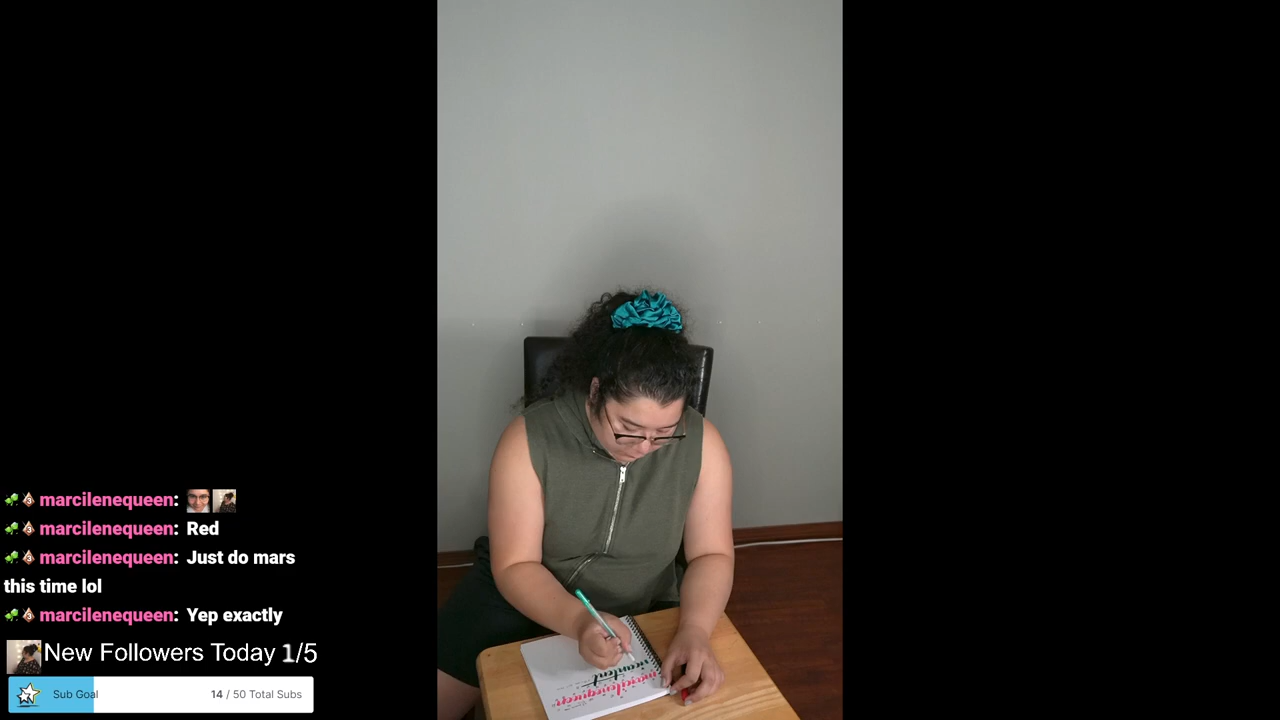 marcilenequeen:
marcilenequeen: Red
marcilenequeen: Just do mars
this time lol
marcilenequeen: Yep exactly
New Followers Today 1/5
Sub Goal 14 / 50 Total Subs
marcilenequeen